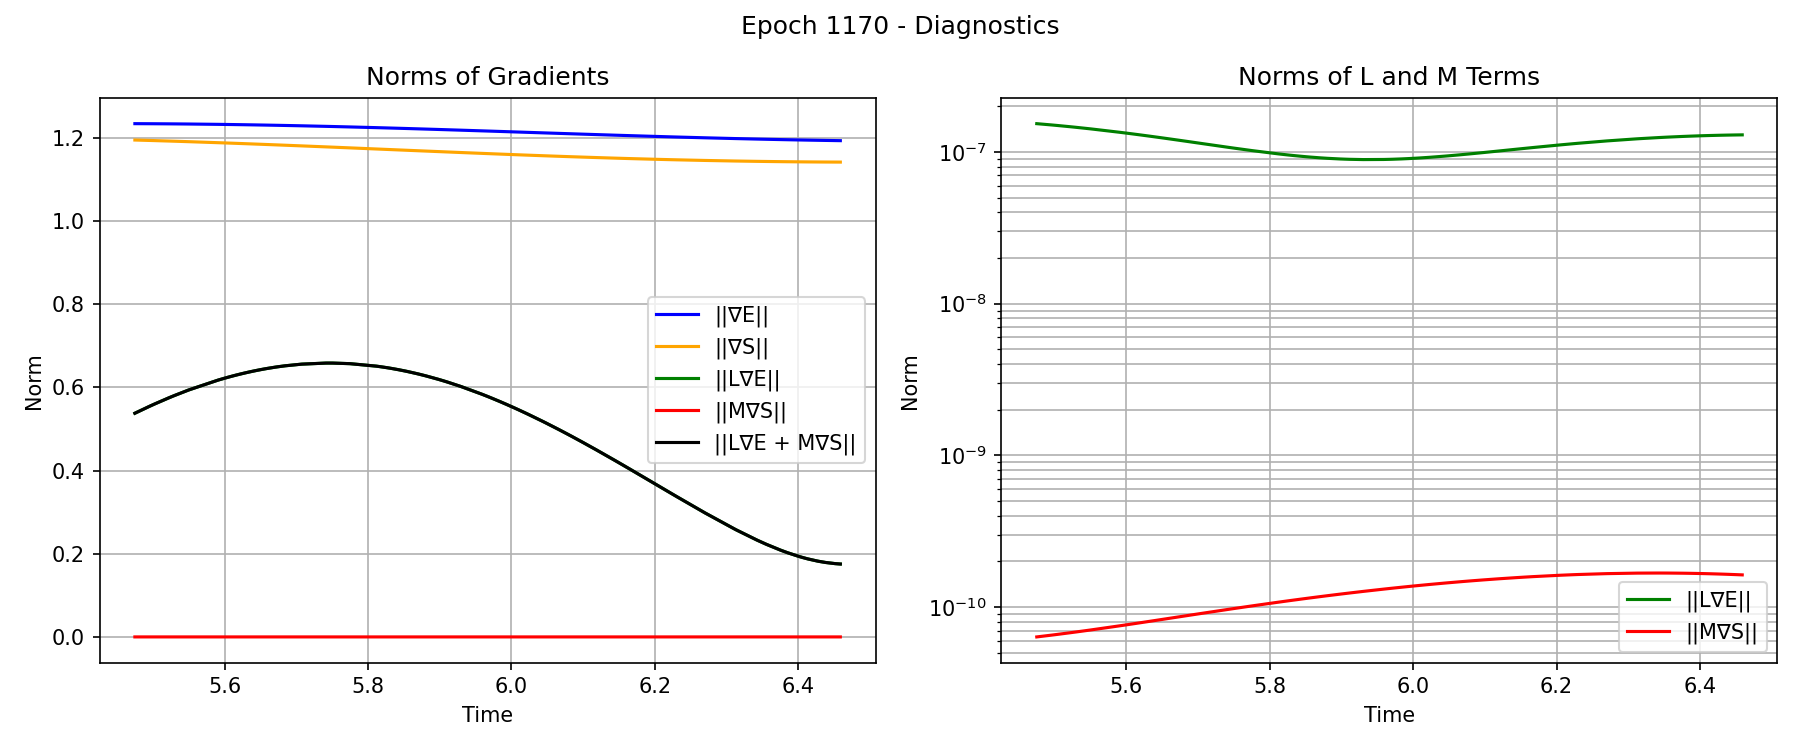 Epoch 1170 - Diagnostics
Norms of Gradients
Norm
1.2
1.0
0.8
0.6
0.4
0.2
0.0
||∇E||
||∇S||
||L∇E||
||M∇S||
||L∇E + M∇S||
5.6 5.8 6.0 6.2 6.4
Time
Norms of L and M Terms
Norm
10⁻⁷
10⁻⁸
10⁻⁹
10⁻¹⁰
||L∇E||
||M∇S||
5.6 5.8 6.0 6.2 6.4
Time